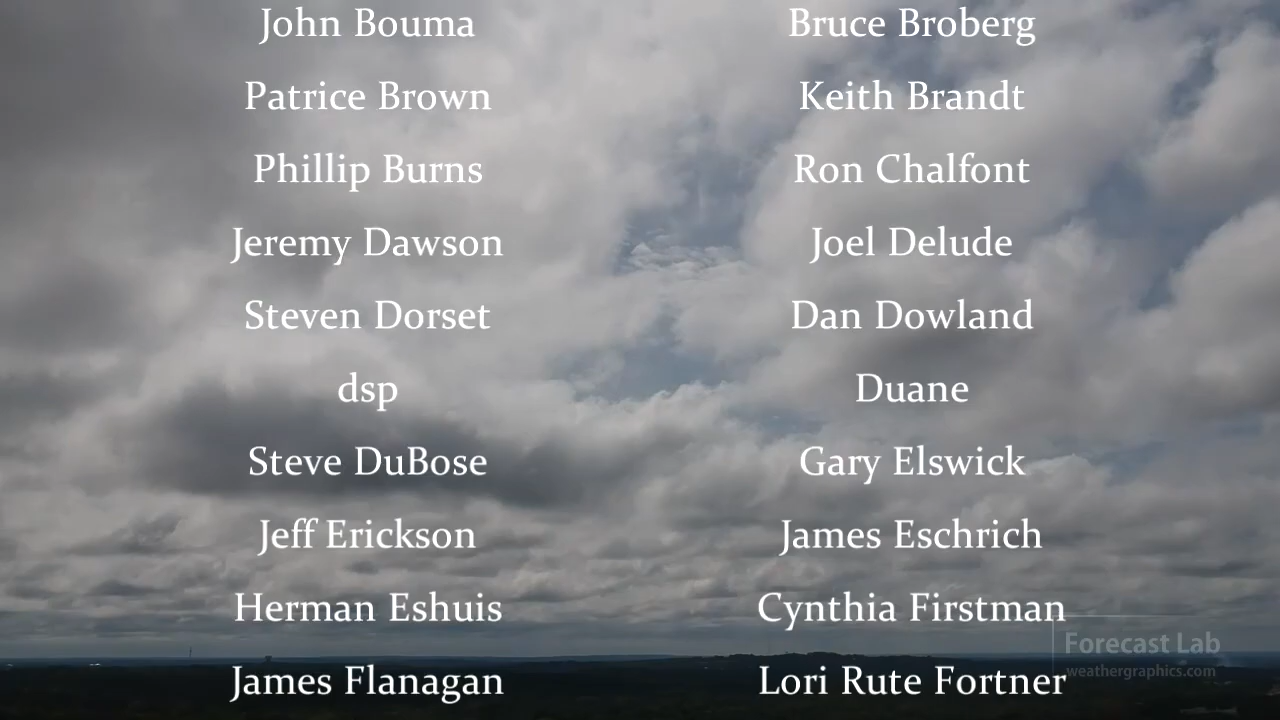 John Bouma Bruce Broberg
Patrice Brown Keith Brandt
Phillip Burns Ron Chalfont
Jeremy Dawson Joel Delude
Steven Dorset Dan Dowland
dsp Duane
Steve DuBose Gary Elswick
Jeff Erickson James Eschrich
Herman Eshuis Cynthia Firstman
James Flanagan Lori Rute Fortner
Forecast Lab
weathergraphics.com